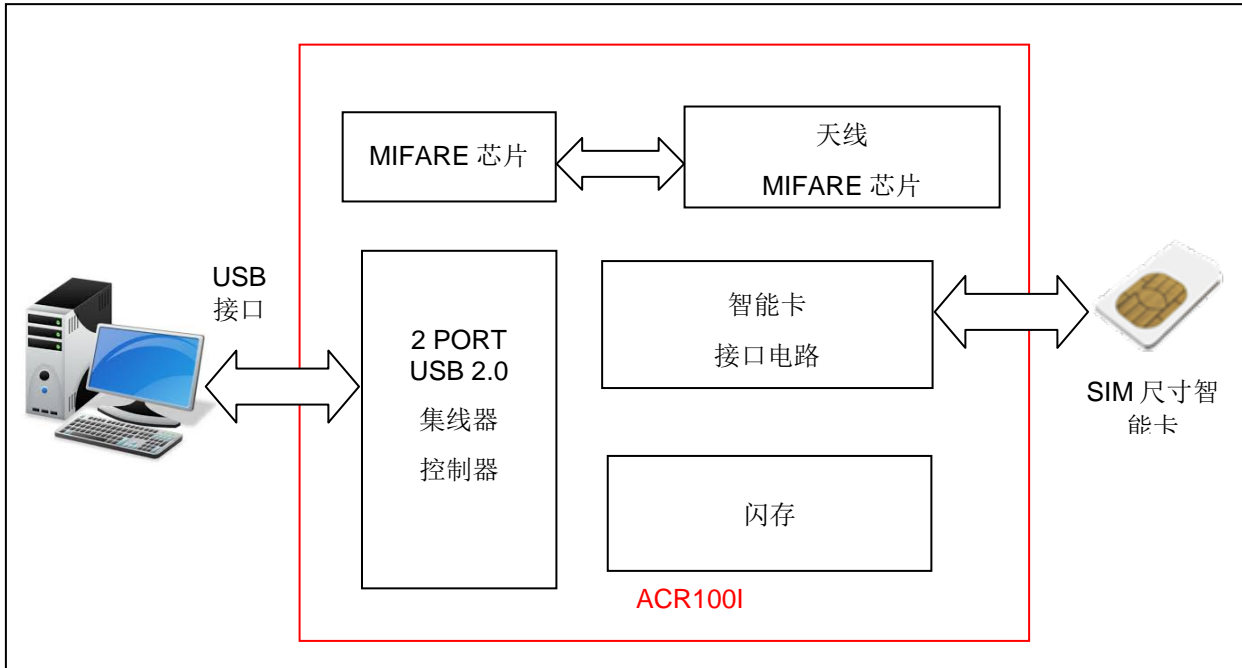 MIFARE 芯片
天线
MIFARE 芯片
USB
接口
2 PORT
USB 2.0
集线器
控制器
智能卡
接口电路
SIM 尺寸智
能卡
闪存
ACR100I